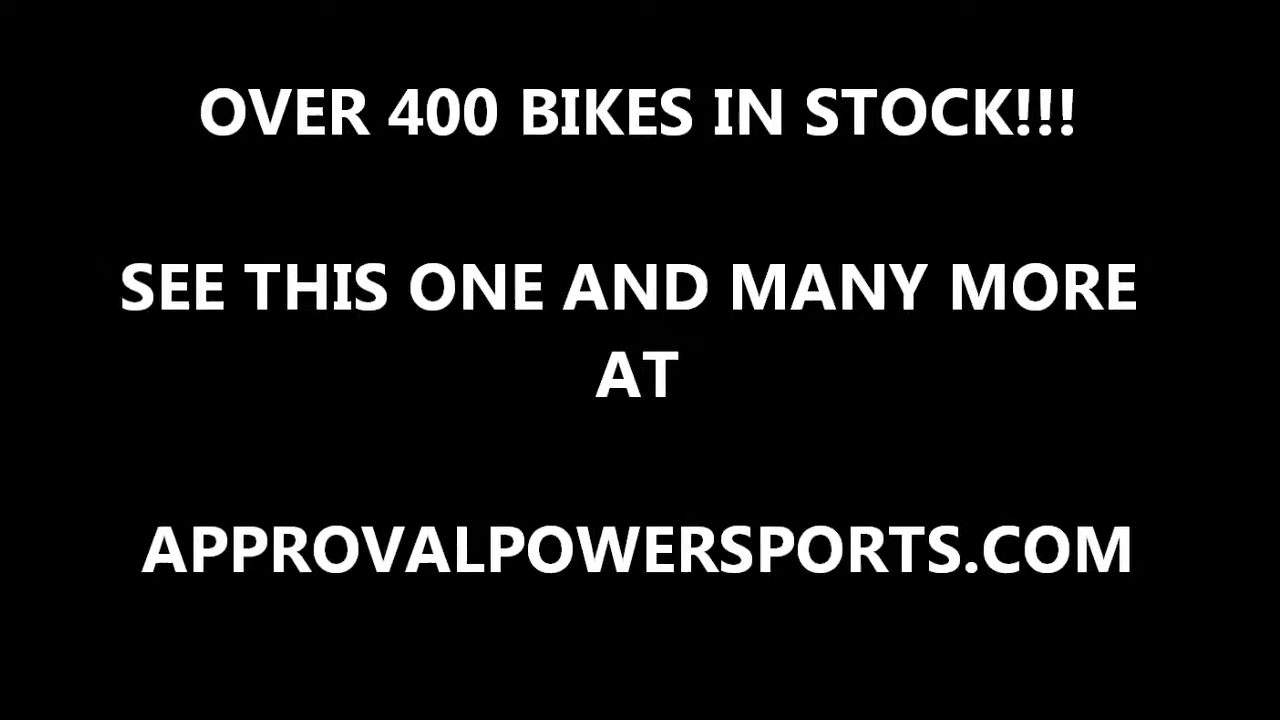 OVER 400 BIKES IN STOCK!!!
SEE THIS ONE AND MANY MORE
AT
APPROVALPOWERSPORTS.COM